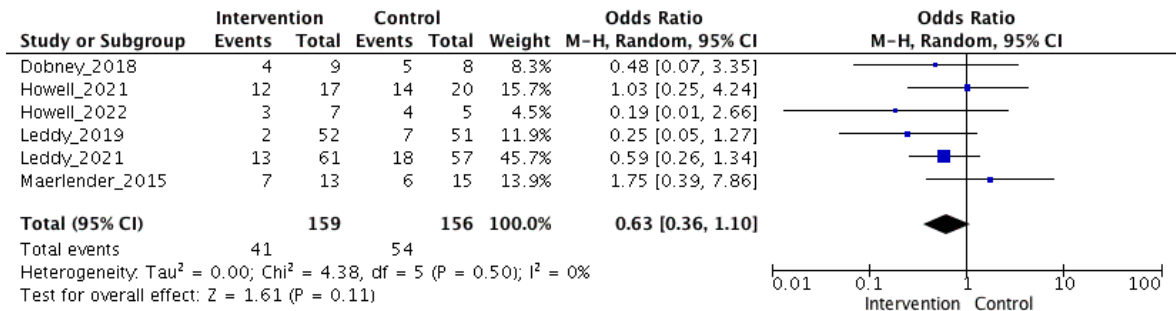 Intervention Control Odds Ratio Odds Ratio
Study or Subgroup Events Total Events Total Weight M-H, Random, 95% CI M-H, Random, 95% CI
Dobney_2018 4 9 5 8 8.3% 0.48 [0.07, 3.35]
Howell_2021 12 17 14 20 15.7% 1.03 [0.25, 4.24]
Howell_2022 3 7 4 5 4.5% 0.19 [0.01, 2.66]
Leddy_2019 2 52 7 51 11.9% 0.25 [0.05, 1.27]
Leddy_2021 13 61 18 57 45.7% 0.59 [0.26, 1.34]
Maerlender_2015 7 13 6 15 13.9% 1.75 [0.39, 7.86]
Total (95% CI) 159 156 100.0% 0.63 [0.36, 1.10]
Total events 41 54
Heterogeneity: Tau² = 0.00; Chi² = 4.38, df = 5 (P = 0.50); I² = 0%
Test for overall effect: Z = 1.61 (P = 0.11)
0.01 0.1 1 10 100
Intervention Control